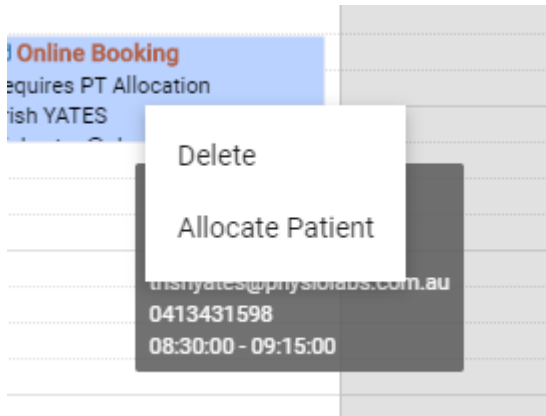 Online Booking
equires PT Allocation
rish YATES
Delete
Allocate Patient
trishyates@physiolabs.com.au
0413431598
08:30:00 - 09:15:00